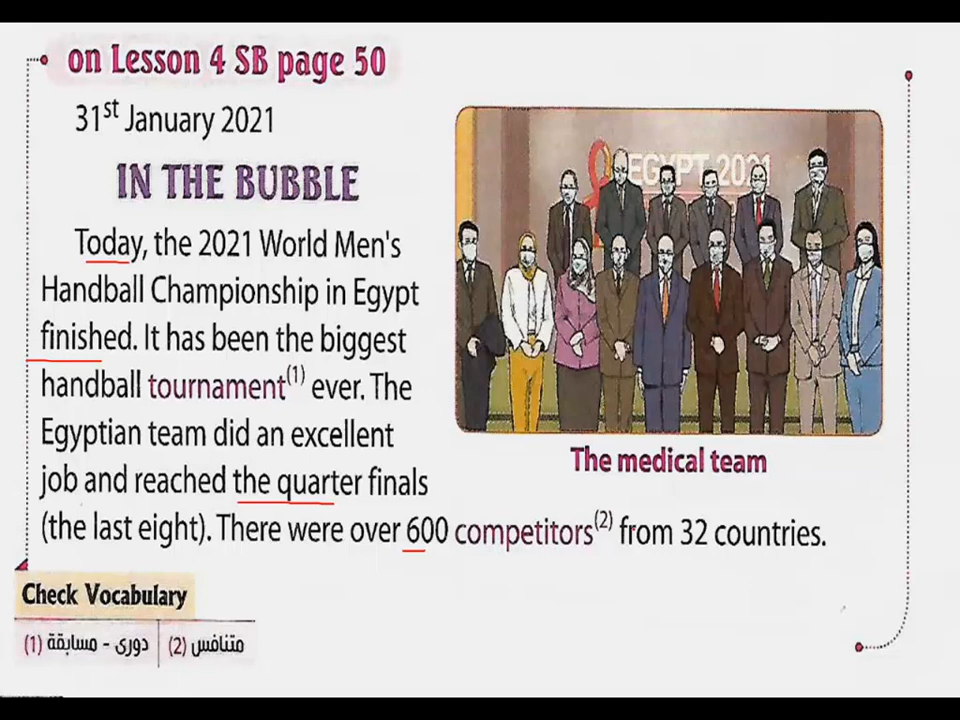 on Lesson 4 SB page 50
31st January 2021
IN THE BUBBLE
Today, the 2021 World Men's
Handball Championship in Egypt
finished. It has been the biggest
handball tournament(1) ever. The
Egyptian team did an excellent
job and reached the quarter finals
(the last eight). There were over 600 competitors(2) from 32 countries.
EGYPT 2021
The medical team
Check Vocabulary
(1) دورى - مسابقة
(2) متنافس